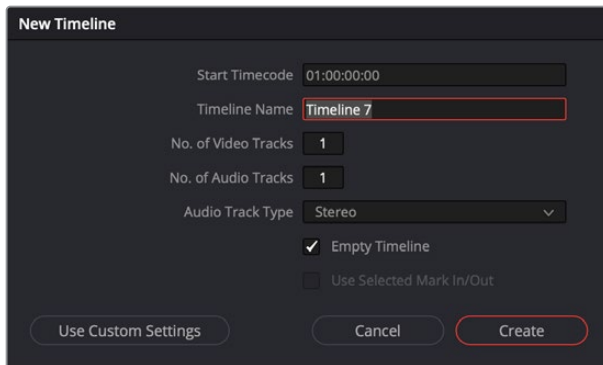 New Timeline
Start Timecode 01:00:00:00
Timeline Name Timeline 7
No. of Video Tracks 1
No. of Audio Tracks 1
Audio Track Type Stereo
Empty Timeline
Use Selected Mark In/Out
Use Custom Settings Cancel Create